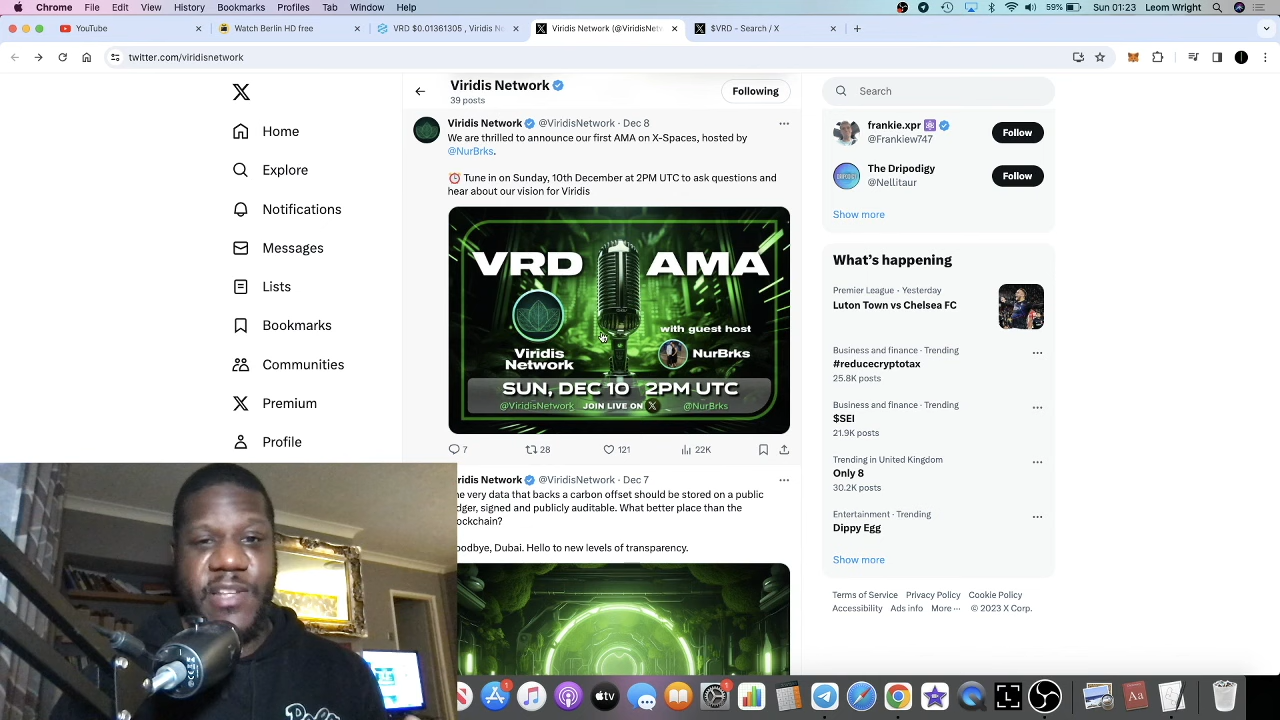 Chrome File Edit View History Bookmarks Profiles Tab Window Help 59% Sun 01:23 Leom Wright
YouTube
Watch Berlin HD free
VRD $0.01361305 , Viridis Ne
Viridis Network (@ViridisNetw
$VRD - Search / X
twitter.com/viridisnetwork
Home
Explore
Notifications
Messages
Lists
Bookmarks
Communities
Premium
Profile
Viridis Network
39 posts
Following
Viridis Network @ViridisNetwork · Dec 8
We are thrilled to announce our first AMA on X-Spaces, hosted by
@NurBrks.
Tune in on Sunday, 10th December at 2PM UTC to ask questions and
hear about our vision for Viridis
VRD AMA
with guest host
Viridis
Network
NurBrks
SUN, DEC 10 2PM UTC
@ViridisNetwork JOIN LIVE ON X @NurBrks
7 28 121 22K
ridis Network @ViridisNetwork · Dec 7
he very data that backs a carbon offset should be stored on a public
dger, signed and publicly auditable. What better place than the
ockchain?
oodbye, Dubai. Hello to new levels of transparency.
Search
frankie.xpr
@Frankiew747
Follow
The Dripodigy
@Nellitaur
Follow
Show more
What's happening
Premier League · Yesterday
Luton Town vs Chelsea FC
Business and finance · Trending
#reducecryptotax
25.8K posts
Business and finance · Trending
$SEI
21.9K posts
Trending in United Kingdom
Only 8
30.2K posts
Entertainment · Trending
Dippy Egg
Show more
Terms of Service Privacy Policy Cookie Policy
Accessibility Ads info More ··· © 2023 X Corp.
tv
1
1
Aa